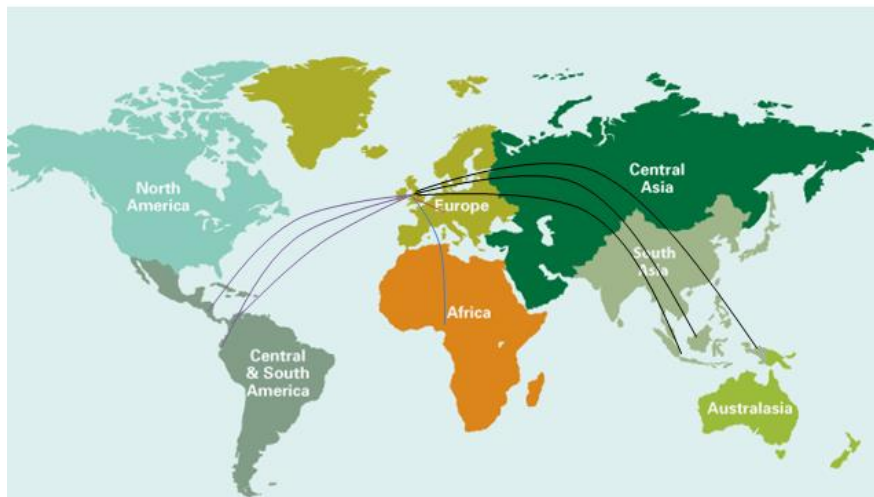 North
America
Europe
Central
Asia
South
Asia
Africa
Central
& South
America
Australasia